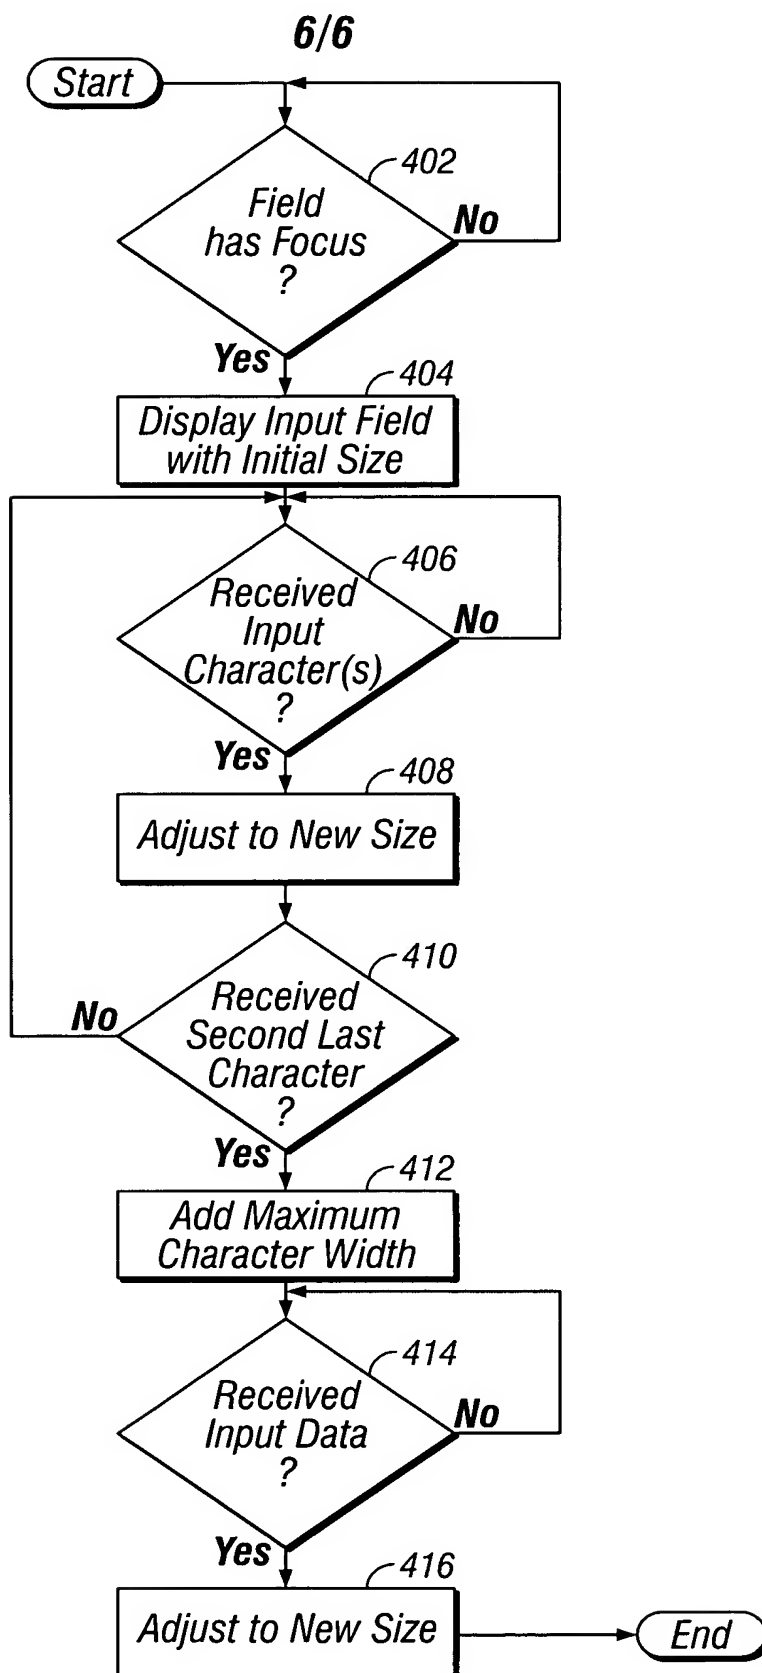 6/6
Start
402
Field
has Focus
?
No
Yes
404
Display Input Field
with Initial Size
406
Received
Input
Character(s)
?
No
Yes
408
Adjust to New Size
410
Received
Second Last
Character
?
No
Yes
412
Add Maximum
Character Width
414
Received
Input Data
?
No
Yes
416
Adjust to New Size
End